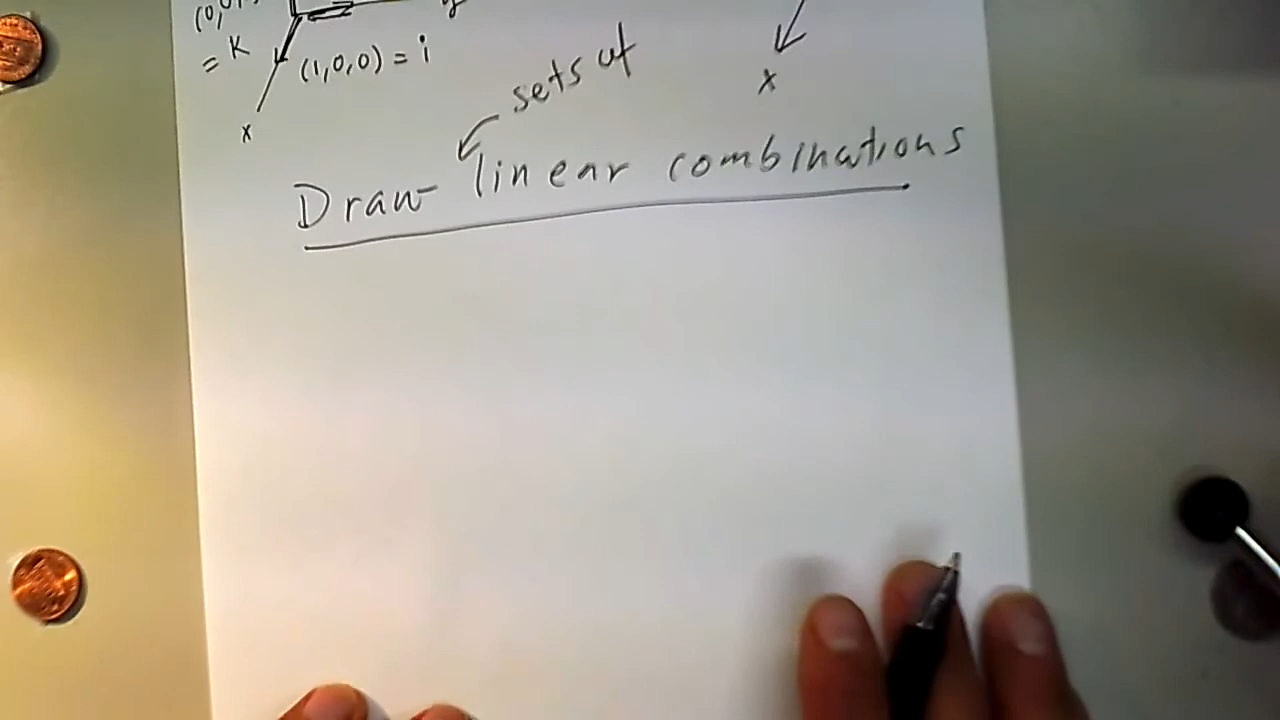 = K
(1,0,0) = i
x
x
sets of
Draw linear combinations